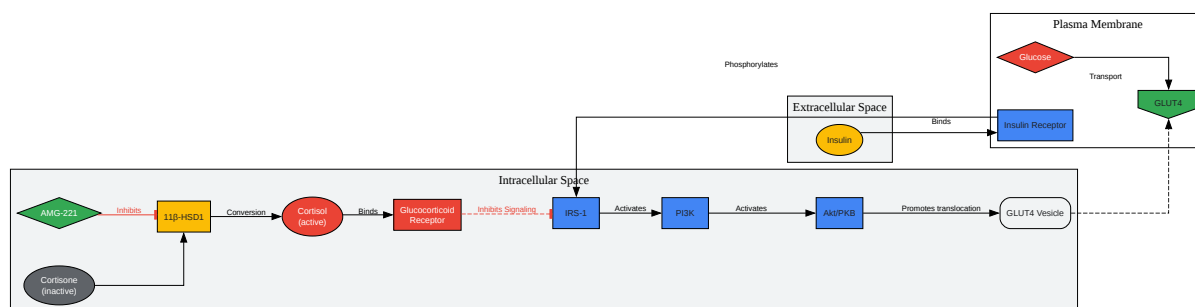 Plasma Membrane
Glucose
Phosphorylates
Transport
GLUT4
Extracellular Space
Insulin Receptor
Binds
Insulin
Intracellular Space
AMG-221
Inhibits
11β-HSD1
Conversion
Cortisol
(active)
Binds
Glucocorticoid
Receptor
Inhibits Signaling
IRS-1
Activates
PI3K
Activates
Akt/PKB
Promotes translocation
GLUT4 Vesicle
Cortisone
(inactive)